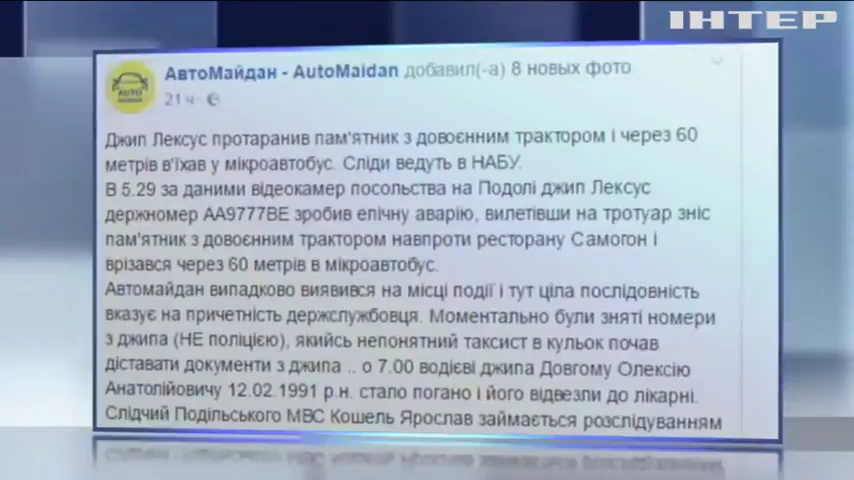 ІНТЕР
АвтоМайдан - AutoMaidan добавил(-а) 8 новых фото
21 ч ·
AUTO
Джип Лексус протаранив пам'ятник з довоєнним трактором і через 60
метрів в'їхав у мікроавтобус. Сліди ведуть в НАБУ.
В 5.29 за даними відеокамер посольства на Подолі джип Лексус
держномер АА9777ВЕ зробив епічну аварію, вилетівши на тротуар зніс
пам'ятник з довоєнним трактором навпроти ресторану Самогон і
врізався через 60 метрів в мікроавтобус.
Автомайдан випадково виявився на місці події і тут ціла послідовність
вказує на причетність держслужбовця. Моментально були зняті номери
з джипа (НЕ поліцією), якийсь непонятний таксист в кульок почав
діставати документи з джипа .. о 7.00 водієві джипа Довгому Олексію
Анатолійовичу 12.02.1991 р.н. стало погано і його відвезли до лікарні.
Слідчий Подільського МВС Кошель Ярослав займається розслідуванням